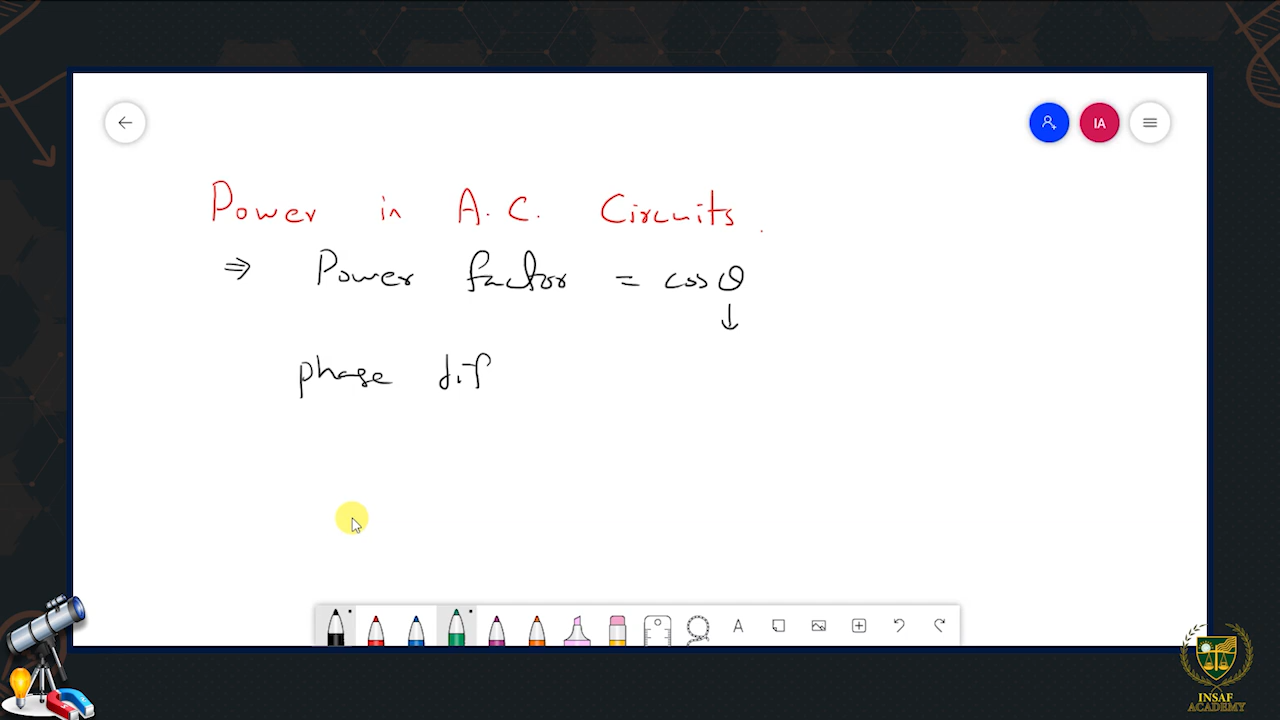 IA
Power in A.C. Circuits.
⇒ Power factor = cos θ
↓
phase dif
A
INSAF
ACADEMY